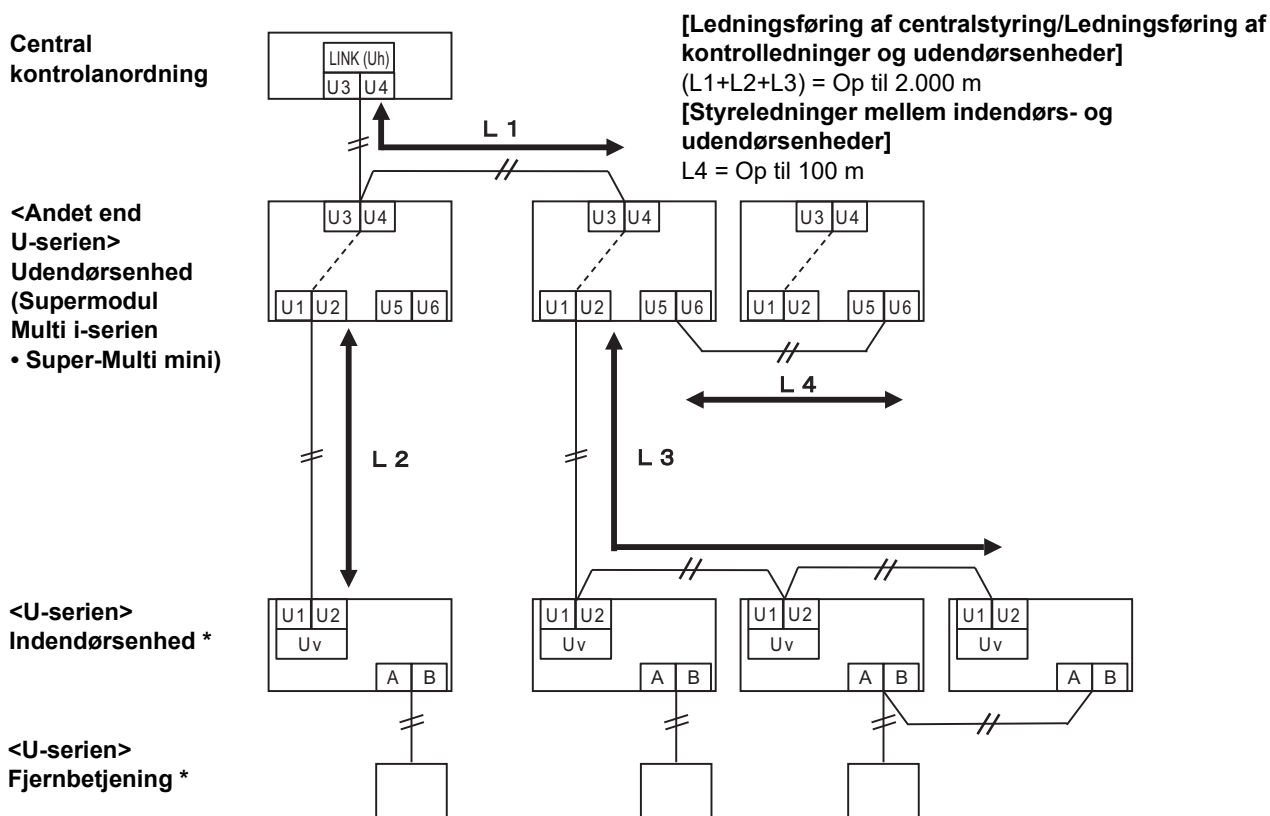 Central
kontrolanordning
LINK (Uh)
U3 U4
[Ledningsføring af centralstyring/Ledningsføring af
kontrolledninger og udendørsenheder]
(L1+L2+L3) = Op til 2.000 m
[Styreledninger mellem indendørs- og
udendørsenheder]
L4 = Op til 100 m
L 1
<Andet end
U-serien>
Udendørsenhed
(Supermodul
Multi i-serien
• Super-Multi mini)
U3 U4
U1 U2 U5 U6
U3 U4
U1 U2 U5 U6
U3 U4
U1 U2 U5 U6
L 4
L 2
L 3
<U-serien>
Indendørsenhed *
U1 U2
Uv
A B
U1 U2
Uv
A B
U1 U2
Uv
A B
U1 U2
Uv
A B
<U-serien>
Fjernbetjening *